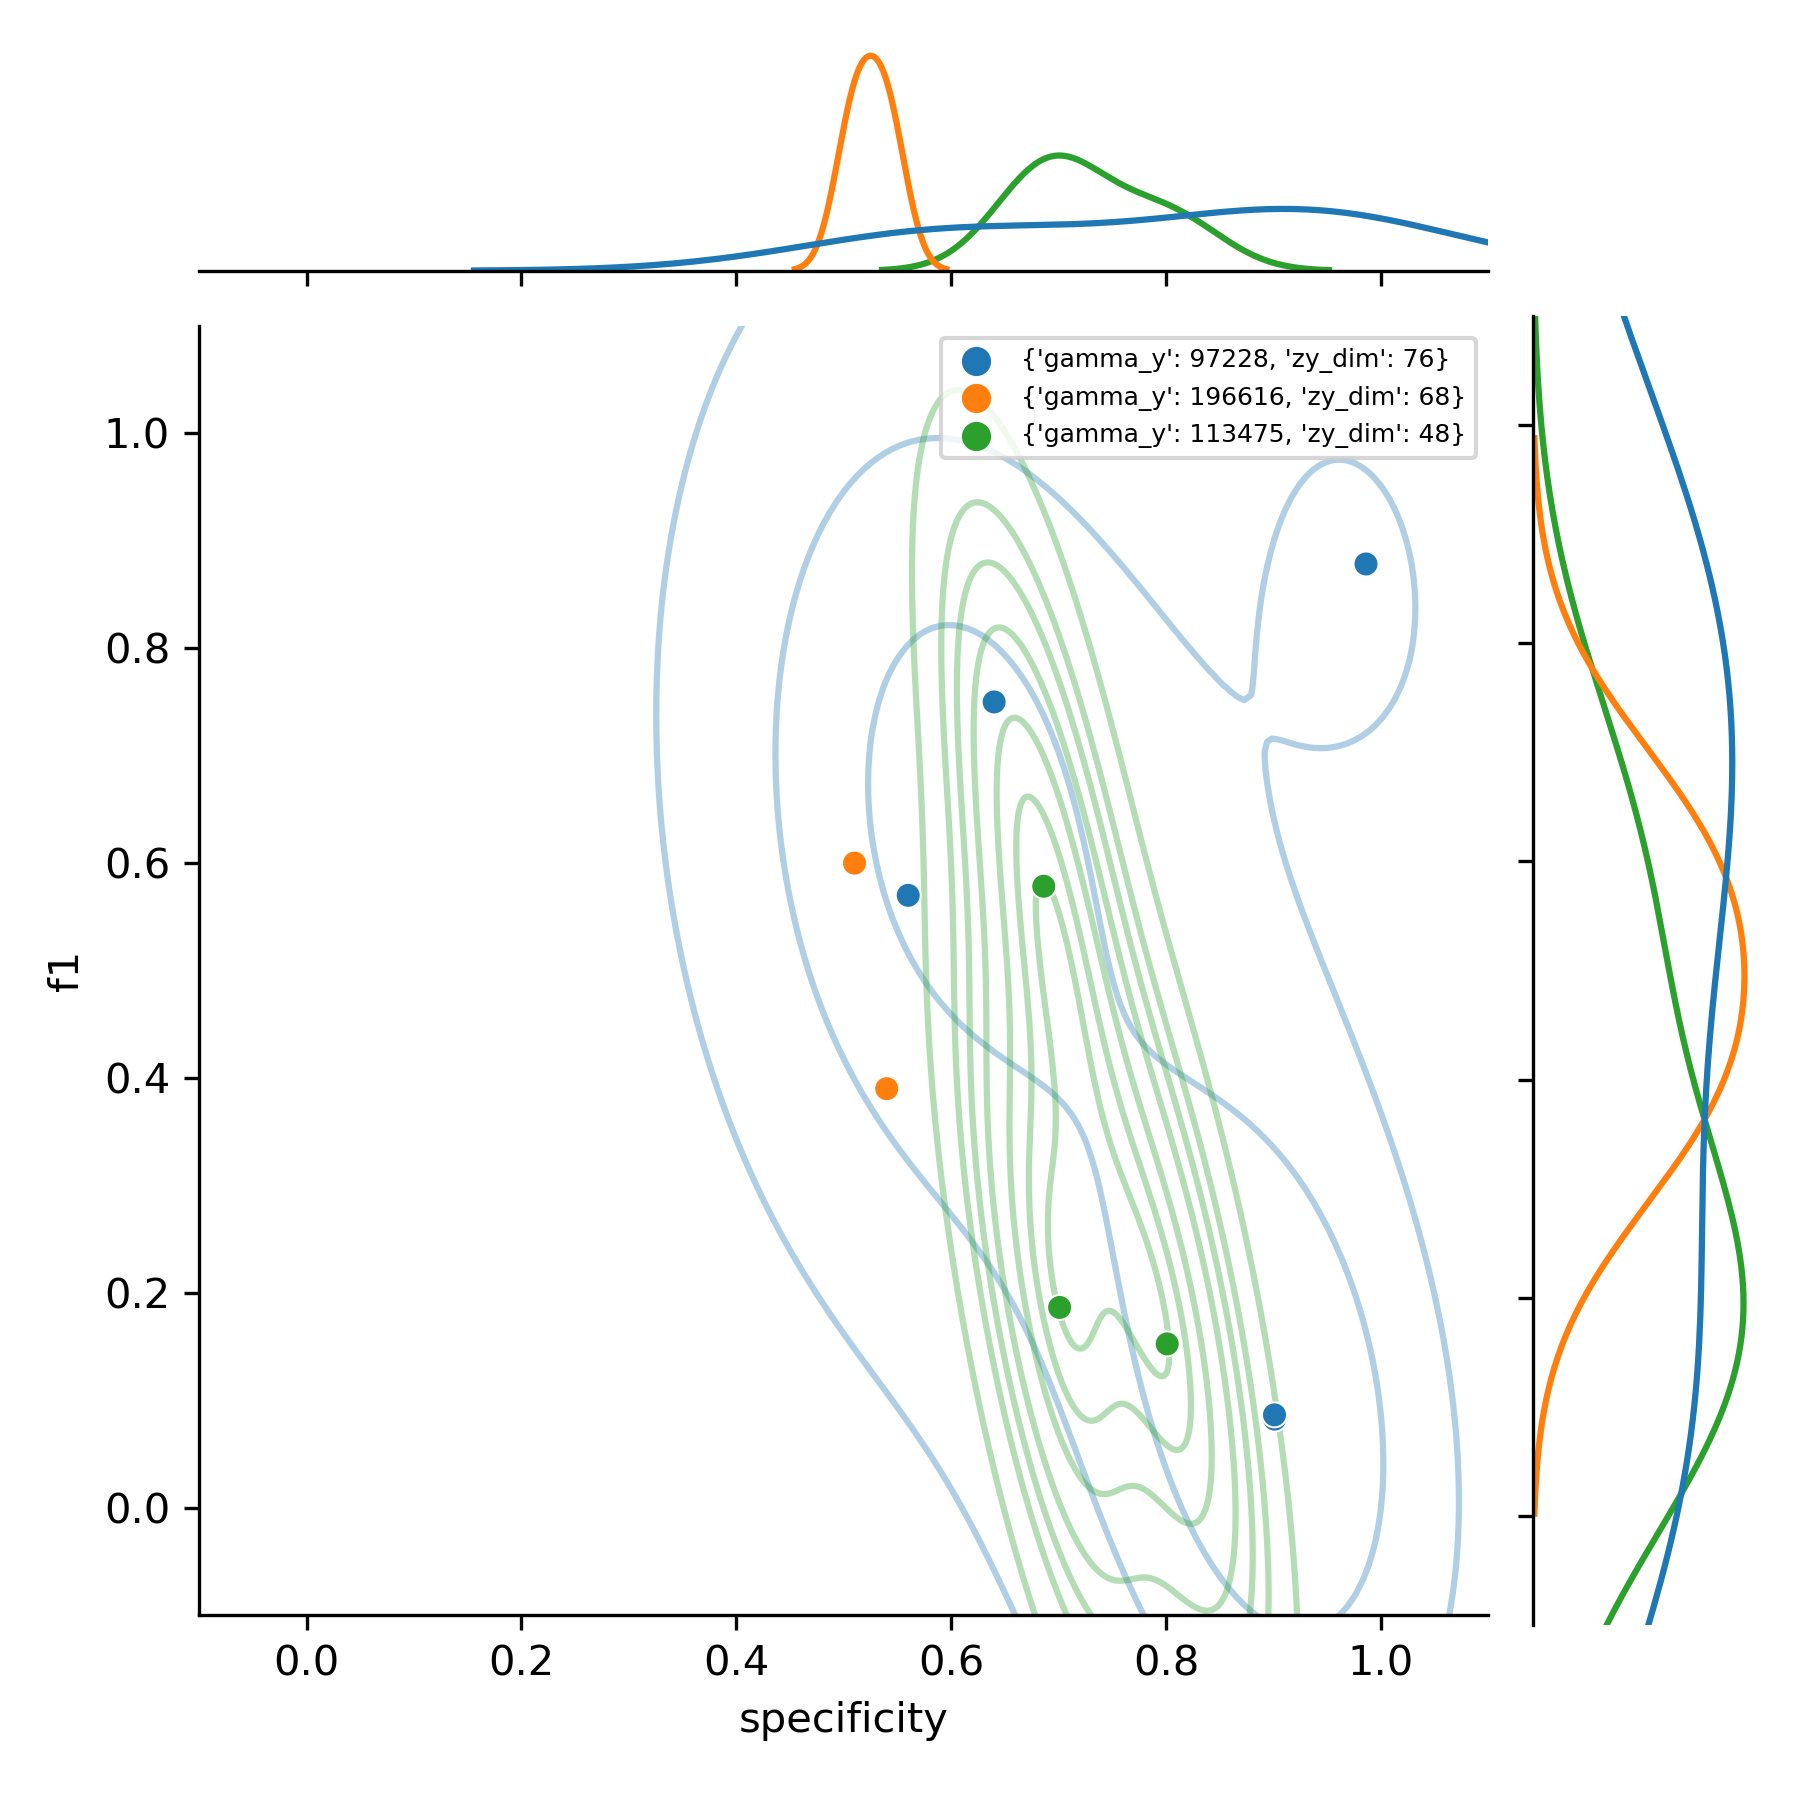 {'gamma_y': 97228, 'zy_dim': 76}
{'gamma_y': 196616, 'zy_dim': 68}
{'gamma_y': 113475, 'zy_dim': 48}
1.0
0.8
0.6
0.4
0.2
0.0
f1
0.0 0.2 0.4 0.6 0.8 1.0
specificity